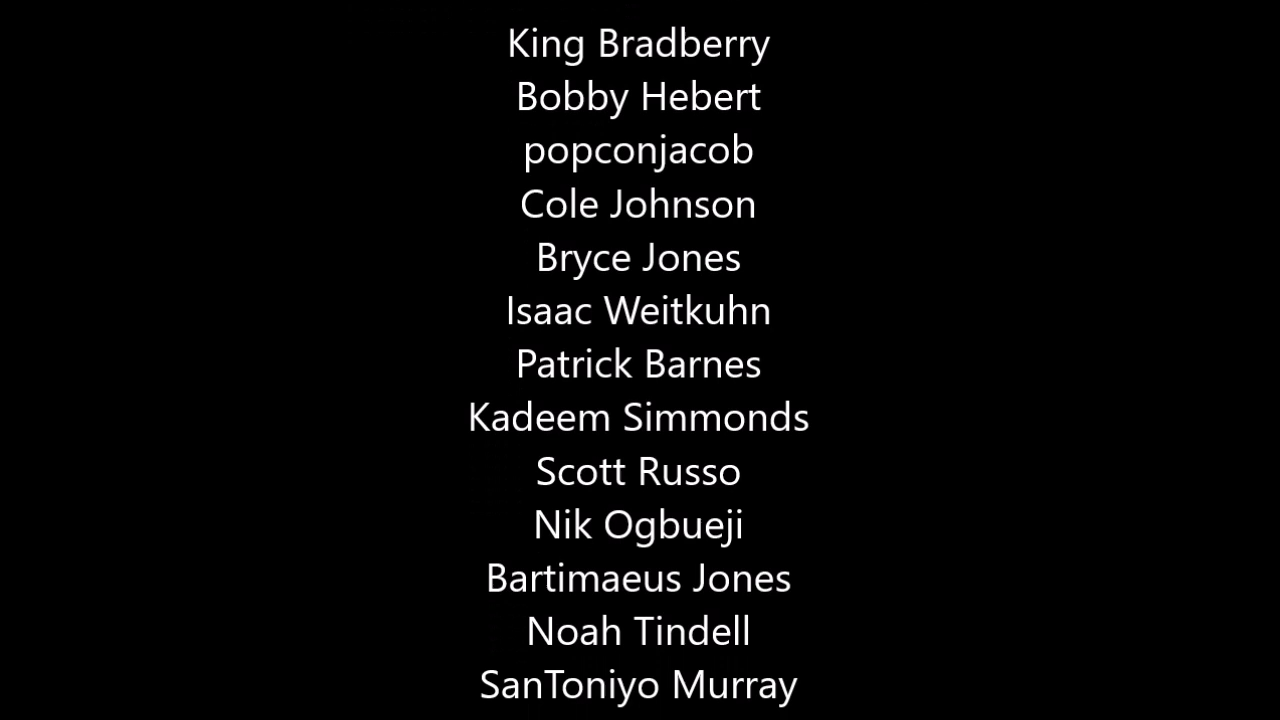 King Bradberry
Bobby Hebert
popconjacob
Cole Johnson
Bryce Jones
Isaac Weitkuhn
Patrick Barnes
Kadeem Simmonds
Scott Russo
Nik Ogbueji
Bartimaeus Jones
Noah Tindell
SanToniyo Murray